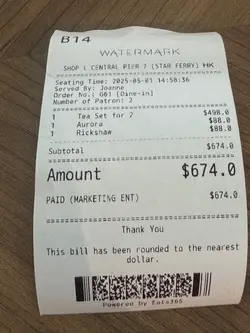 B14
WATERMARK
SHOP L CENTRAL PIER 7 (STAR FERRY) HK
Seating Time: 2025-05-01 14:58:36
Served By: Joanne
Order No.: G61 [Dine-in]
Number of Patron: 2
1 Tea Set for 2 $498.0
1 Aurora $88.0
1 Rickshaw $88.0
Subtotal $674.0
Amount $674.0
PAID (MARKETING ENT) $674.0
Thank You
This bill has been rounded to the nearest
dollar.
Powered by Eats365